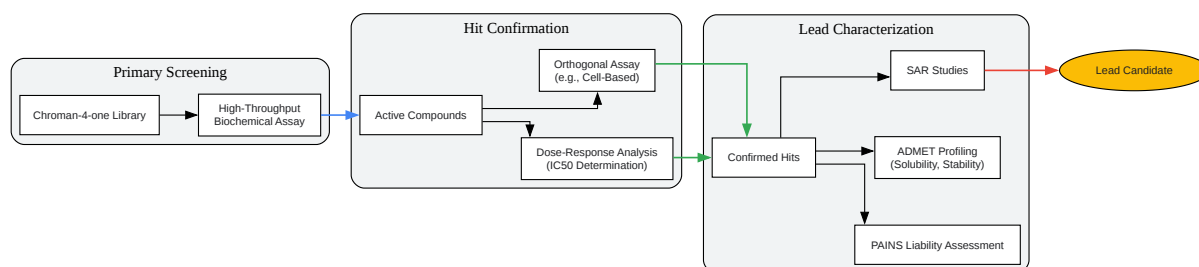 Primary Screening
Chroman-4-one Library
High-Throughput
Biochemical Assay
Hit Confirmation
Active Compounds
Orthogonal Assay
(e.g., Cell-Based)
Dose-Response Analysis
(IC50 Determination)
Lead Characterization
Confirmed Hits
SAR Studies
ADMET Profiling
(Solubility, Stability)
PAINS Liability Assessment
Lead Candidate